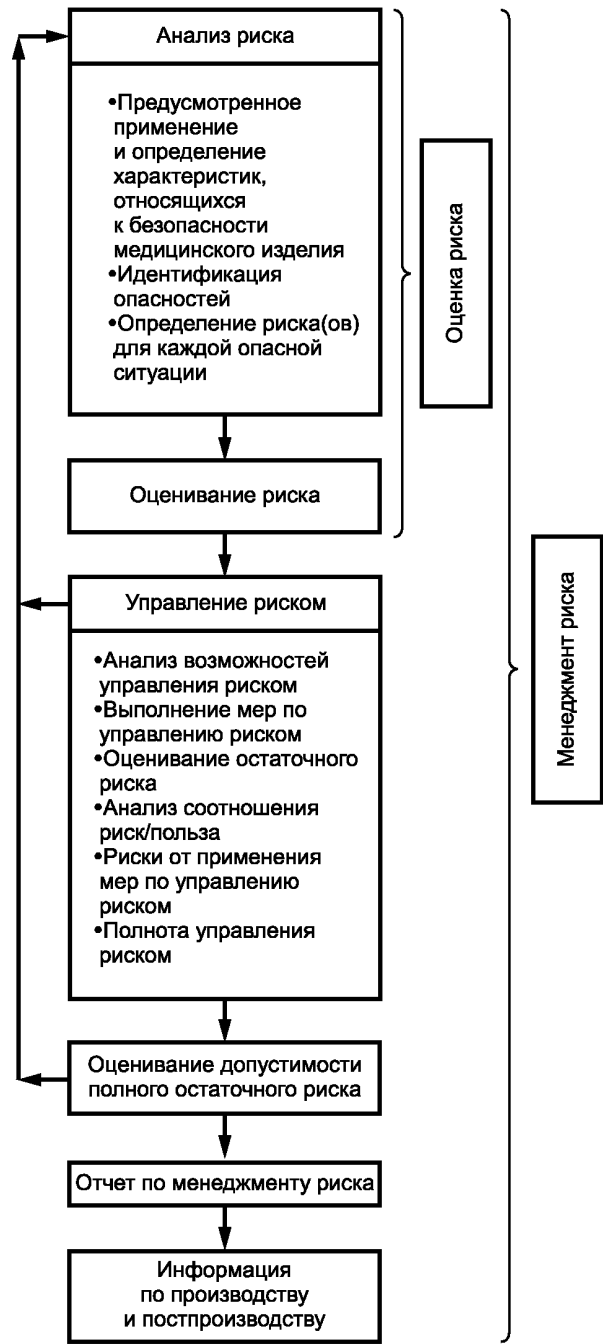 Анализ риска
•Предусмотренное
применение
и определение
характеристик,
относящихся
к безопасности
медицинского изделия
•Идентификация
опасностей
•Определение риска(ов)
для каждой опасной
ситуации
Оценивание риска
Оценка риска
Управление риском
•Анализ возможностей
управления риском
•Выполнение мер по
управлению риском
•Оценивание остаточного
риска
•Анализ соотношения
риск/польза
•Риски от применения
мер по управлению
риском
•Полнота управления
риском
Оценивание допустимости
полного остаточного риска
Отчет по менеджменту риска
Информация
по производству
и постпроизводству
Менеджмент риска